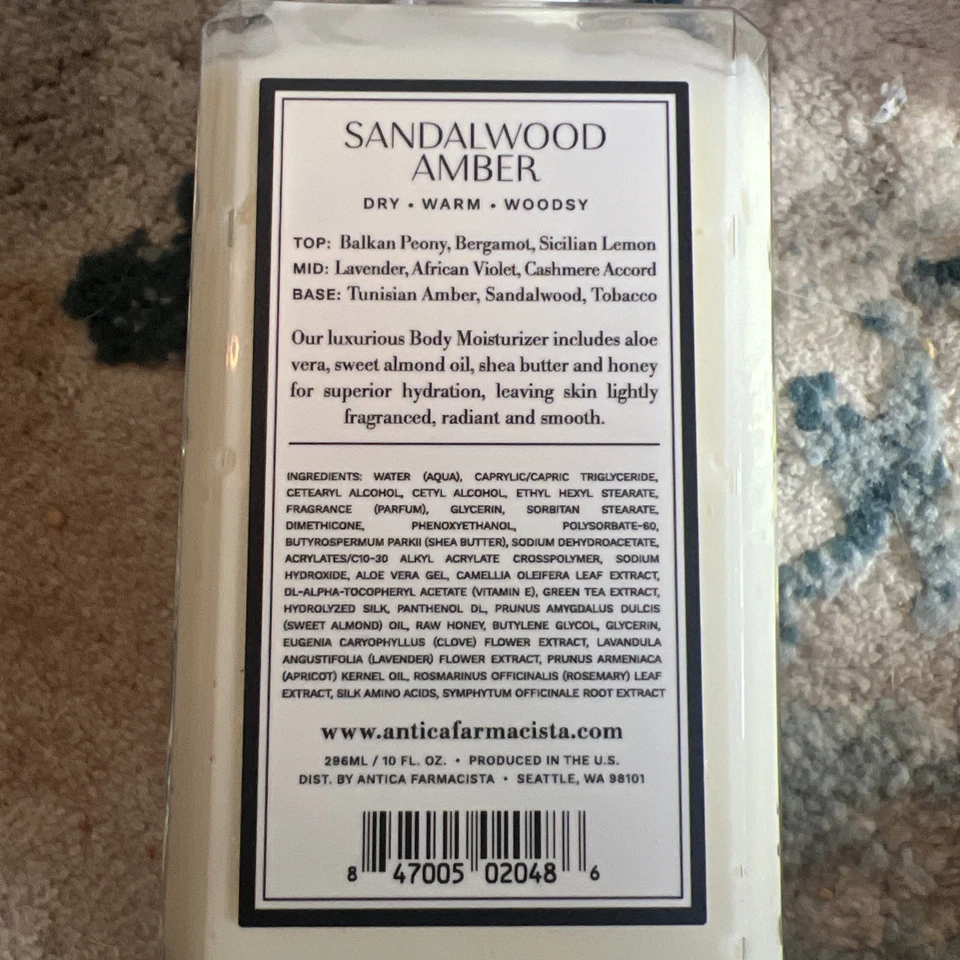 SANDALWOOD
AMBER
DRY • WARM • WOODSY
TOP: Balkan Peony, Bergamot, Sicilian Lemon
MID: Lavender, African Violet, Cashmere Accord
BASE: Tunisian Amber, Sandalwood, Tobacco
Our luxurious Body Moisturizer includes aloe
vera, sweet almond oil, shea butter and honey
for superior hydration, leaving skin lightly
fragranced, radiant and smooth.
INGREDIENTS: WATER (AQUA), CAPRYLIC/CAPRIC TRIGLYCERIDE,
CETEARYL ALCOHOL, CETYL ALCOHOL, ETHYL HEXYL STEARATE,
FRAGRANCE (PARFUM), GLYCERIN, SORBITAN STEARATE,
DIMETHICONE, PHENOXYETHANOL, POLYSORBATE-60,
BUTYROSPERMUM PARKII (SHEA BUTTER), SODIUM DEHYDROACETATE,
ACRYLATES/C10-30 ALKYL ACRYLATE CROSSPOLYMER, SODIUM
HYDROXIDE, ALOE VERA GEL, CAMELLIA OLEIFERA LEAF EXTRACT,
DL-ALPHA-TOCOPHERYL ACETATE (VITAMIN E), GREEN TEA EXTRACT,
HYDROLYZED SILK, PANTHENOL DL, PRUNUS AMYGDALUS DULCIS
(SWEET ALMOND) OIL, RAW HONEY, BUTYLENE GLYCOL, GLYCERIN,
EUGENIA CARYOPHYLLUS (CLOVE) FLOWER EXTRACT, LAVANDULA
ANGUSTIFOLIA (LAVENDER) FLOWER EXTRACT, PRUNUS ARMENIACA
(APRICOT) KERNEL OIL, ROSMARINUS OFFICINALIS (ROSEMARY) LEAF
EXTRACT, SILK AMINO ACIDS, SYMPHYTUM OFFICINALE ROOT EXTRACT
www.anticafarmacista.com
296ML / 10 FL. OZ. • PRODUCED IN THE U.S.
DIST. BY ANTICA FARMACISTA • SEATTLE, WA 98101
8 47005 02048 6